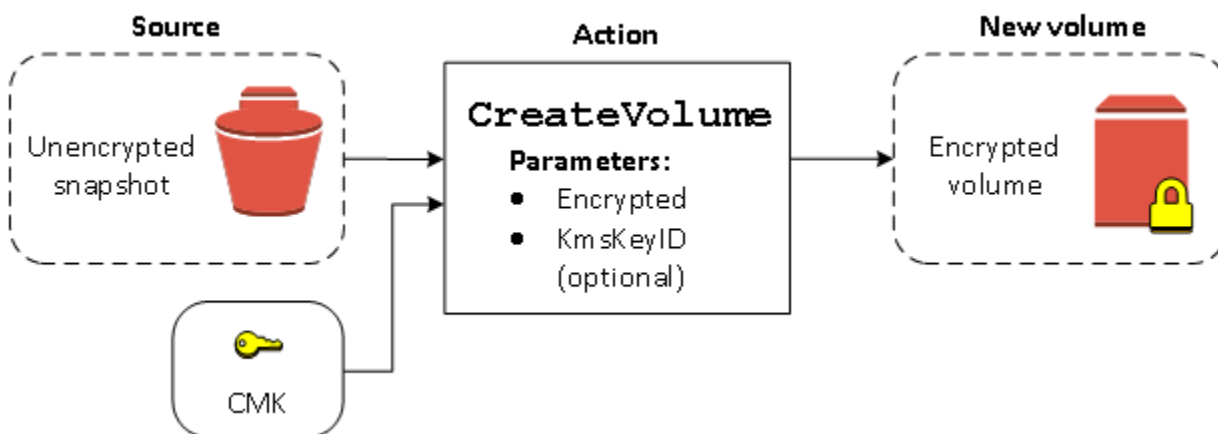 Source
Unencrypted
snapshot
CMK
Action
CreateVolume
Parameters:
● Encrypted
● KmsKeyID
(optional)
New volume
Encrypted
volume